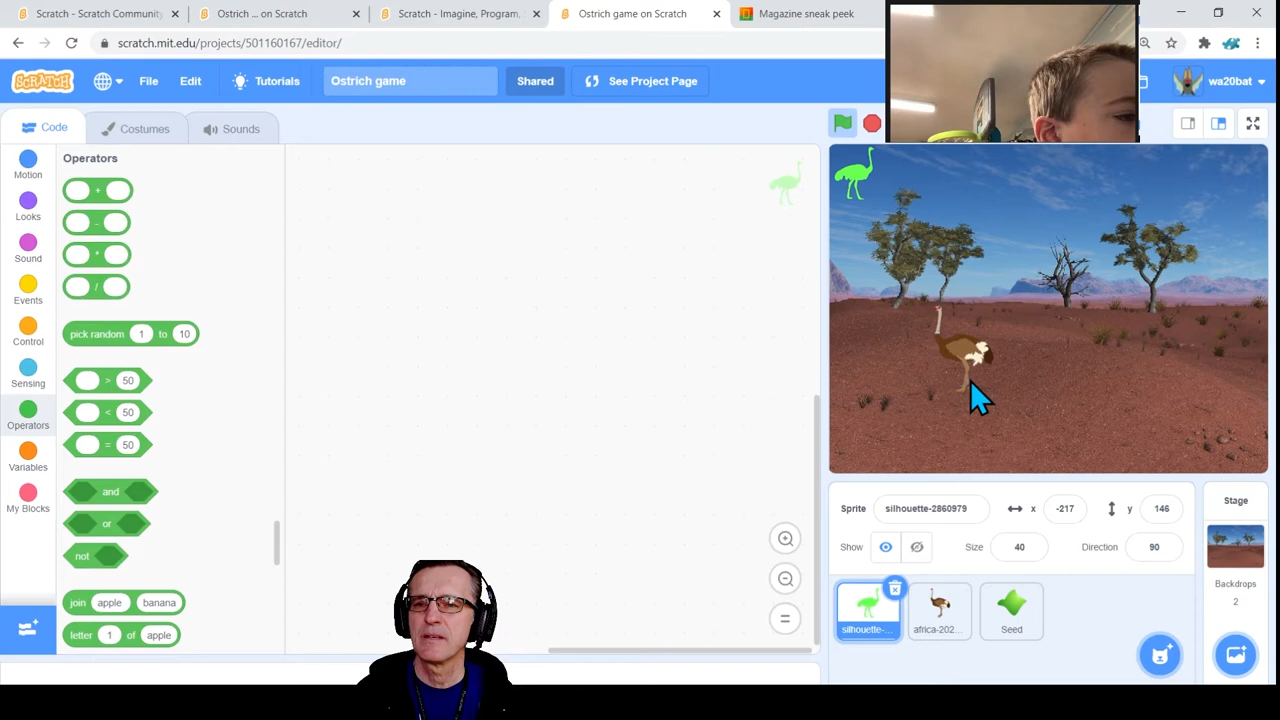 Scratch - Scratch Community
Ostrich ... on Scratch
Scratch - Imagine, Program,
Ostrich game on Scratch
Magazine sneak peek
scratch.mit.edu/projects/501160167/editor/
SCRATCH
File
Edit
Tutorials
Ostrich game
Shared
See Project Page
wa20bat
Code
Costumes
Sounds
Motion
Looks
Sound
Events
Control
Sensing
Operators
Variables
My Blocks
Operators
+
-
*
/
pick random 1 to 10
> 50
< 50
= 50
and
or
not
join apple banana
letter 1 of apple
Sprite silhouette-2860979 x -217 y 146
Show Size 40 Direction 90
silhouette-...
africa-202...
Seed
Stage
Backdrops
2